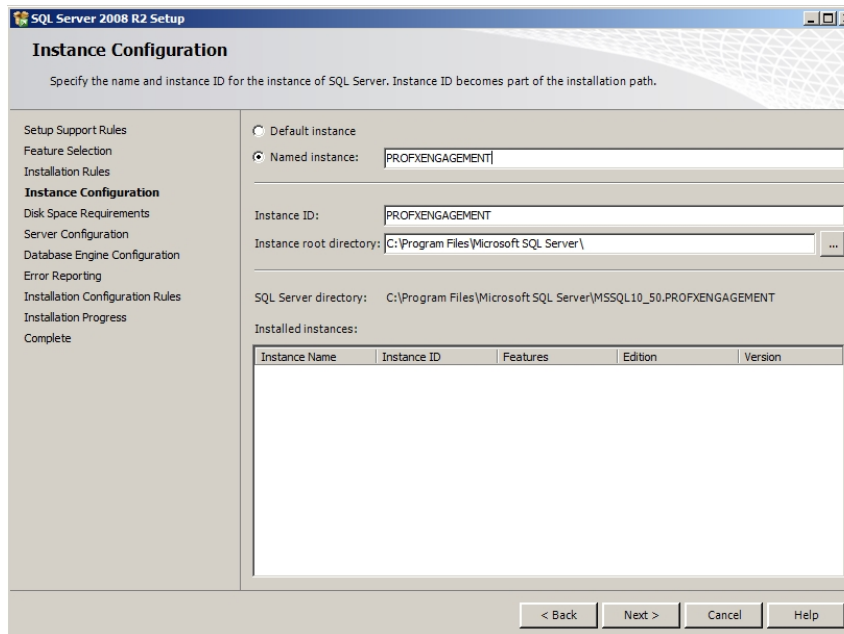 SQL Server 2008 R2 Setup
Instance Configuration
Specify the name and instance ID for the instance of SQL Server. Instance ID becomes part of the installation path.
Setup Support Rules
Feature Selection
Installation Rules
Instance Configuration
Disk Space Requirements
Server Configuration
Database Engine Configuration
Error Reporting
Installation Configuration Rules
Installation Progress
Complete
Default instance
Named instance: PROFXENGAGEMENT
Instance ID: PROFXENGAGEMENT
Instance root directory: C:\Program Files\Microsoft SQL Server\ ...
SQL Server directory: C:\Program Files\Microsoft SQL Server\MSSQL10_50.PROFXENGAGEMENT
Installed instances:
Instance Name Instance ID Features Edition Version
< Back Next > Cancel Help